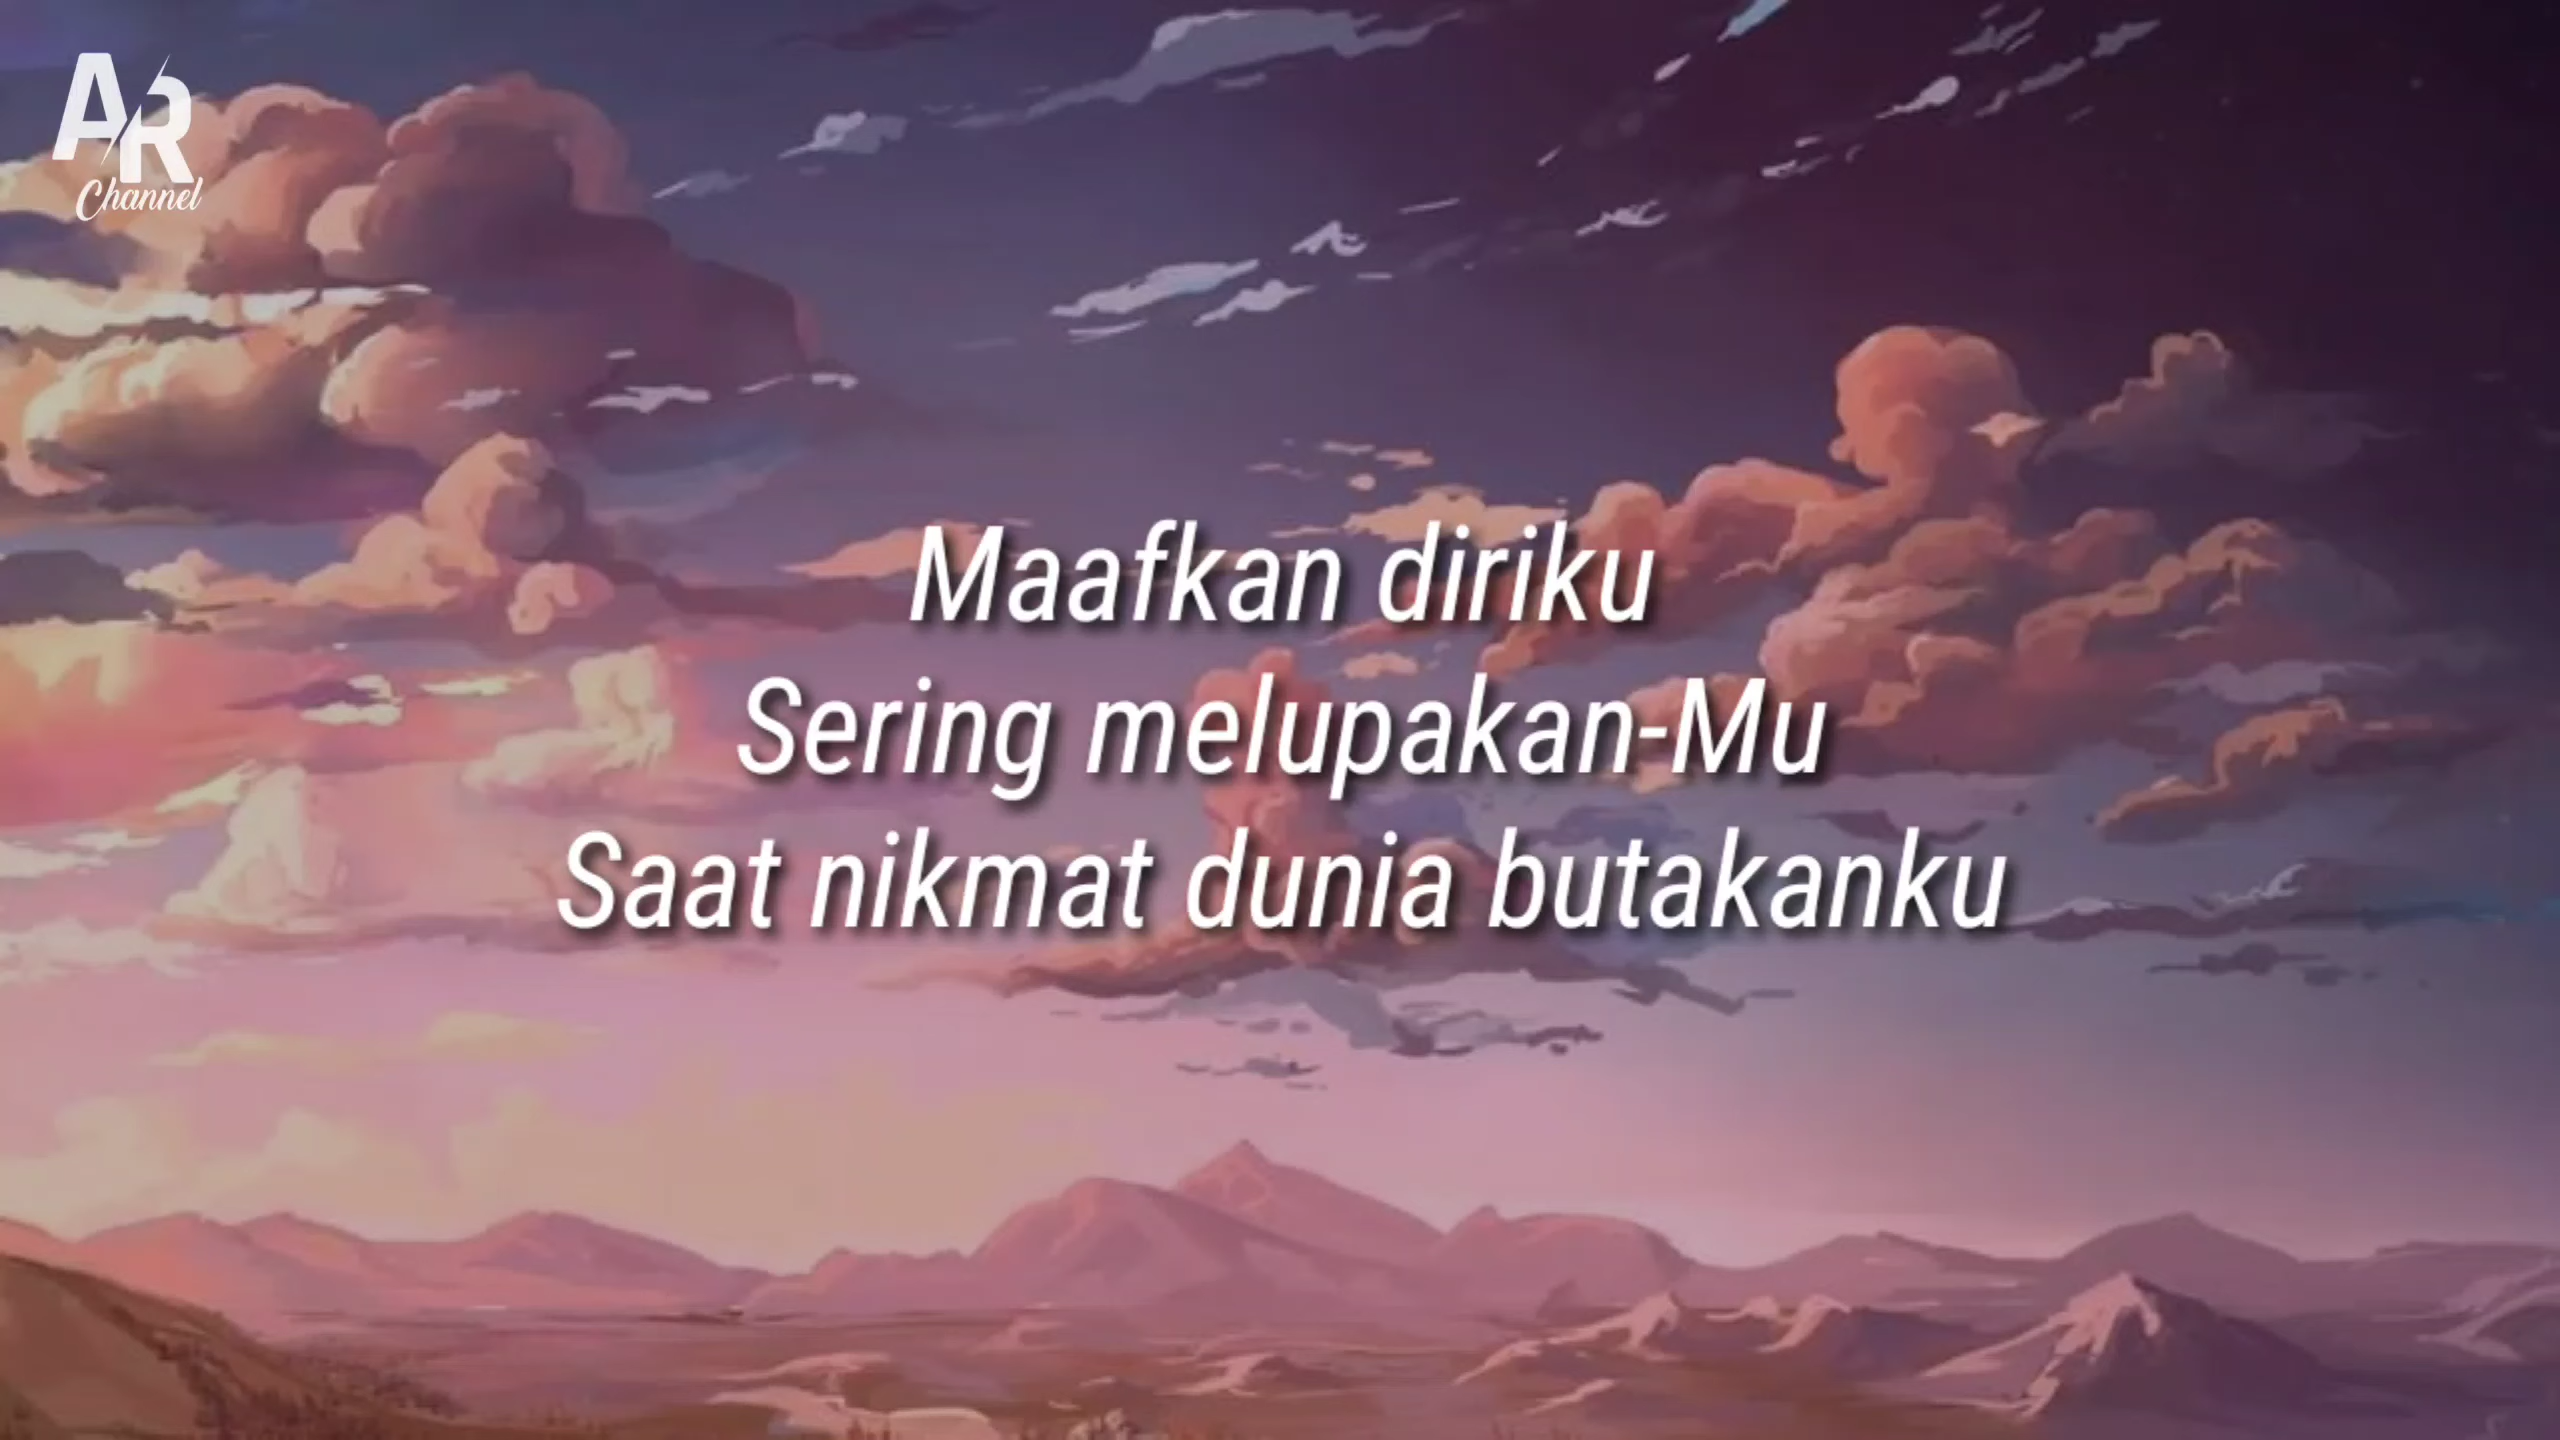 AR
Channel
Maafkan diriku
Sering melupakan-Mu
Saat nikmat dunia butakanku